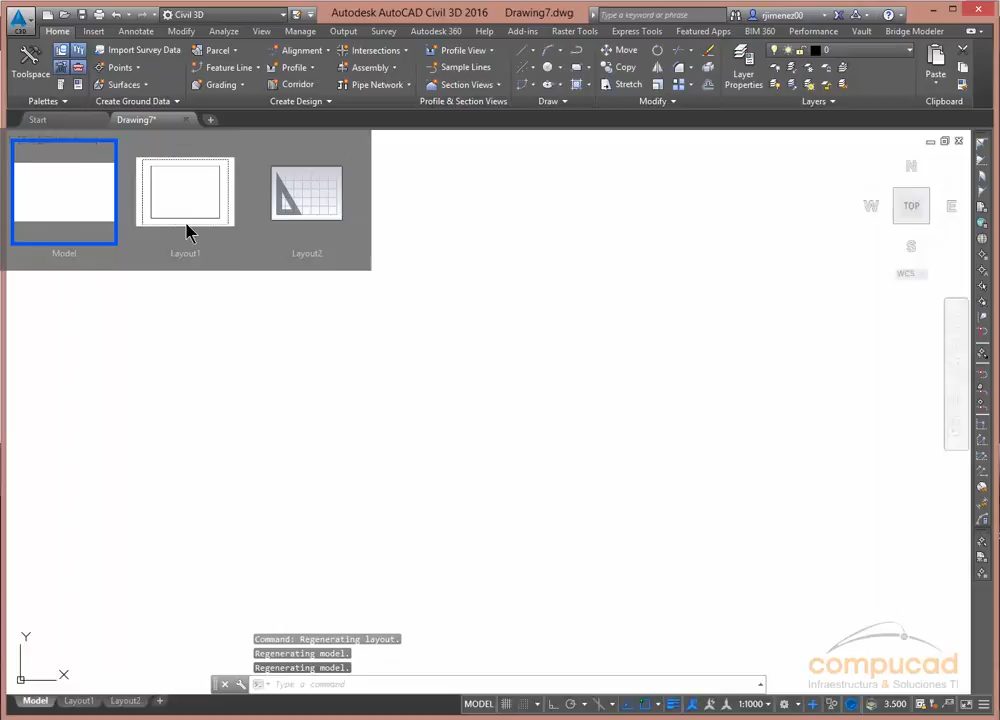 Civil 3D
Autodesk AutoCAD Civil 3D 2016 Drawing7.dwg
Type a keyword or phrase
rjimenez00
C3D
Home Insert Annotate Modify Analyze View Manage Output Survey Autodesk 360 Help Add-ins Raster Tools Express Tools Featured Apps BIM 360 Performance Vault Bridge Modeler
Toolspace
Import Survey Data
Points
Surfaces
Parcel
Feature Line
Grading
Alignment
Profile
Corridor
Intersections
Assembly
Pipe Network
Profile View
Sample Lines
Section Views
Move
Copy
Stretch
Layer
Properties
0
Paste
Palettes Create Ground Data Create Design Profile & Section Views Draw Modify Layers Clipboard
Start Drawing7*
Model Layout1 Layout2
N
W TOP E
S
WCS
Y
X
Command: Regenerating layout.
Regenerating model.
Regenerating model.
Type a command
compucad
Infraestructura & Soluciones TI
Model Layout1 Layout2
MODEL 1:1000 3.500